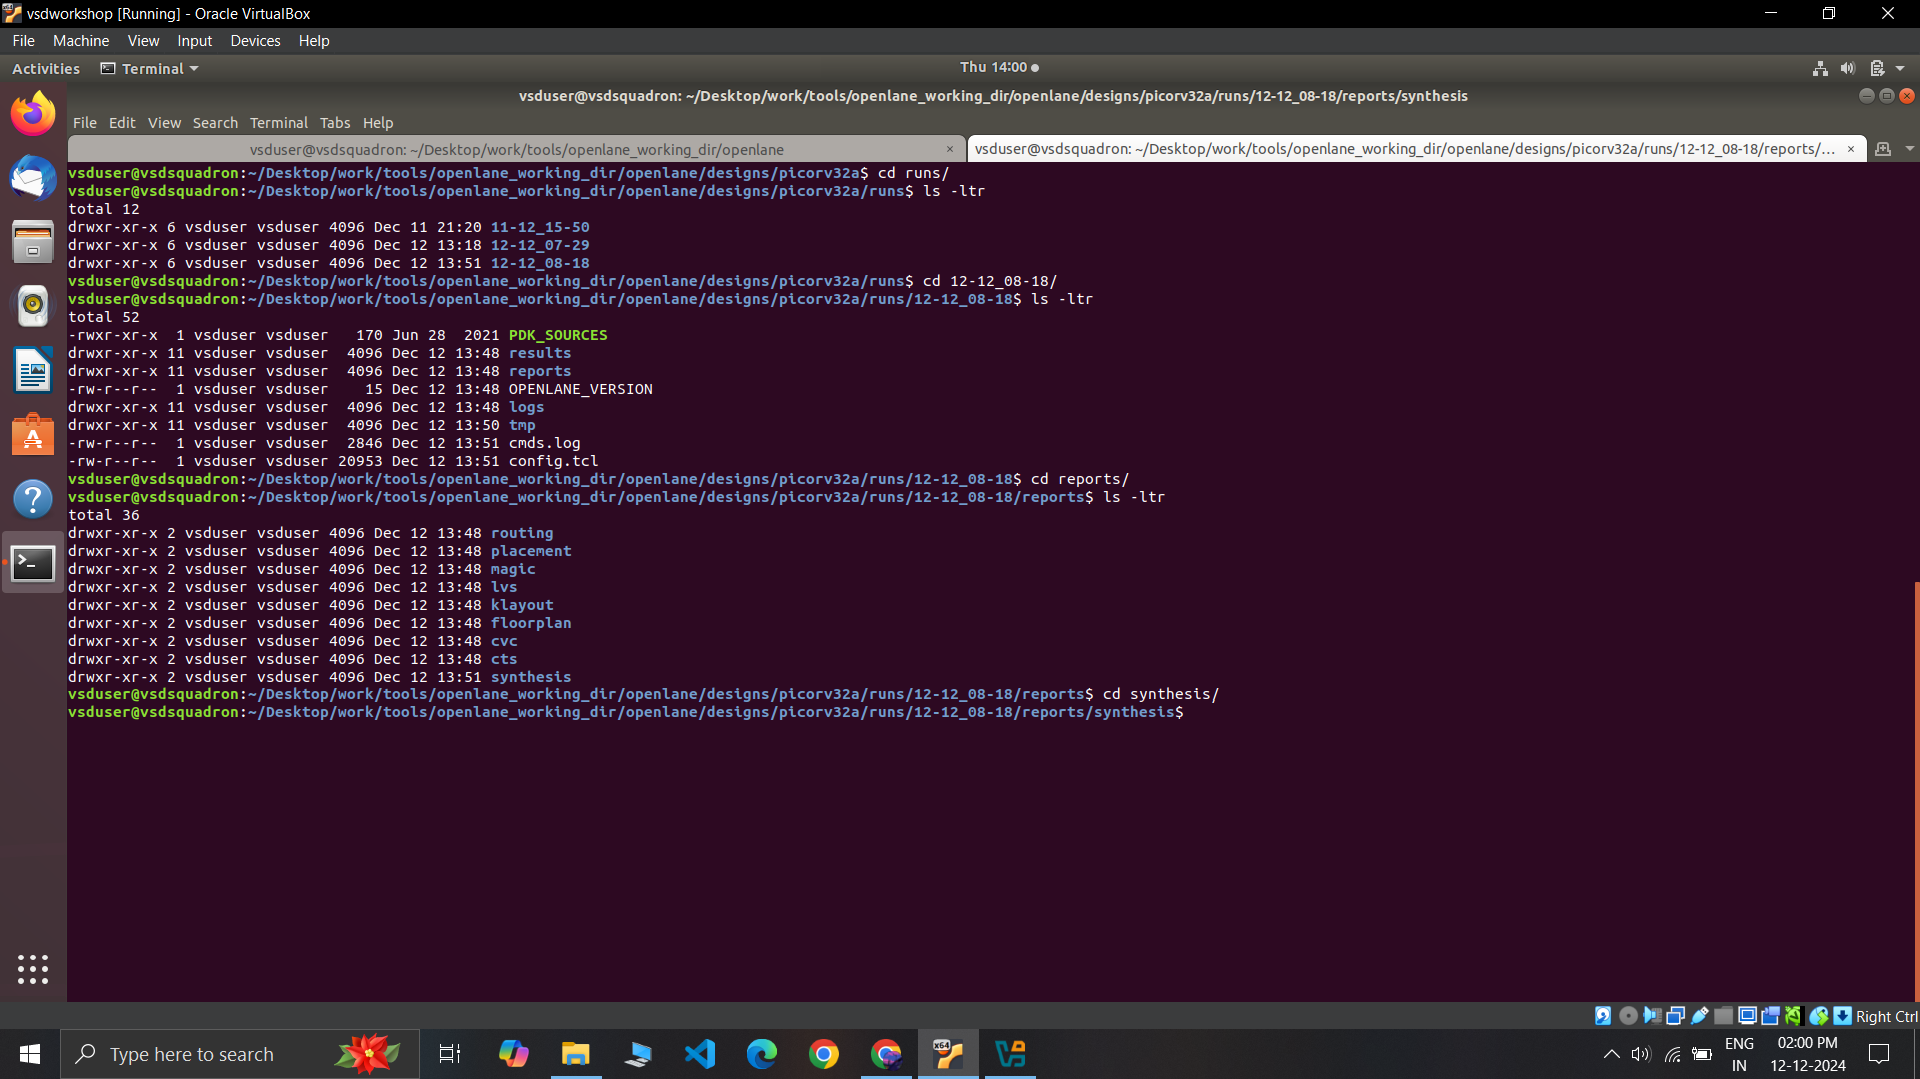 vsdworkshop [Running] - Oracle VirtualBox
File Machine View Input Devices Help
Activities Terminal Thu 14:00
vsduser@vsdsquadron: ~/Desktop/work/tools/openlane_working_dir/openlane/designs/picorv32a/runs/12-12_08-18/reports/synthesis
File Edit View Search Terminal Tabs Help
vsduser@vsdsquadron: ~/Desktop/work/tools/openlane_working_dir/openlane × vsduser@vsdsquadron: ~/Desktop/work/tools/openlane_working_dir/openlane/designs/picorv32a/runs/12-12_08-18/reports/... ×
vsduser@vsdsquadron:~/Desktop/work/tools/openlane_working_dir/openlane/designs/picorv32a$ cd runs/
vsduser@vsdsquadron:~/Desktop/work/tools/openlane_working_dir/openlane/designs/picorv32a/runs$ ls -ltr
total 12
drwxr-xr-x 6 vsduser vsduser 4096 Dec 11 21:20 11-12_15-50
drwxr-xr-x 6 vsduser vsduser 4096 Dec 12 13:18 12-12_07-29
drwxr-xr-x 6 vsduser vsduser 4096 Dec 12 13:51 12-12_08-18
vsduser@vsdsquadron:~/Desktop/work/tools/openlane_working_dir/openlane/designs/picorv32a/runs$ cd 12-12_08-18/
vsduser@vsdsquadron:~/Desktop/work/tools/openlane_working_dir/openlane/designs/picorv32a/runs/12-12_08-18$ ls -ltr
total 52
-rwxr-xr-x  1 vsduser vsduser   170 Jun 28  2021 PDK_SOURCES
drwxr-xr-x 11 vsduser vsduser  4096 Dec 12 13:48 results
drwxr-xr-x 11 vsduser vsduser  4096 Dec 12 13:48 reports
-rw-r--r--  1 vsduser vsduser    15 Dec 12 13:48 OPENLANE_VERSION
drwxr-xr-x 11 vsduser vsduser  4096 Dec 12 13:48 logs
drwxr-xr-x 11 vsduser vsduser  4096 Dec 12 13:50 tmp
-rw-r--r--  1 vsduser vsduser  2846 Dec 12 13:51 cmds.log
-rw-r--r--  1 vsduser vsduser 20953 Dec 12 13:51 config.tcl
vsduser@vsdsquadron:~/Desktop/work/tools/openlane_working_dir/openlane/designs/picorv32a/runs/12-12_08-18$ cd reports/
vsduser@vsdsquadron:~/Desktop/work/tools/openlane_working_dir/openlane/designs/picorv32a/runs/12-12_08-18/reports$ ls -ltr
total 36
drwxr-xr-x 2 vsduser vsduser 4096 Dec 12 13:48 routing
drwxr-xr-x 2 vsduser vsduser 4096 Dec 12 13:48 placement
drwxr-xr-x 2 vsduser vsduser 4096 Dec 12 13:48 magic
drwxr-xr-x 2 vsduser vsduser 4096 Dec 12 13:48 lvs
drwxr-xr-x 2 vsduser vsduser 4096 Dec 12 13:48 klayout
drwxr-xr-x 2 vsduser vsduser 4096 Dec 12 13:48 floorplan
drwxr-xr-x 2 vsduser vsduser 4096 Dec 12 13:48 cvc
drwxr-xr-x 2 vsduser vsduser 4096 Dec 12 13:48 cts
drwxr-xr-x 2 vsduser vsduser 4096 Dec 12 13:51 synthesis
vsduser@vsdsquadron:~/Desktop/work/tools/openlane_working_dir/openlane/designs/picorv32a/runs/12-12_08-18/reports$ cd synthesis/
vsduser@vsdsquadron:~/Desktop/work/tools/openlane_working_dir/openlane/designs/picorv32a/runs/12-12_08-18/reports/synthesis$
Right Ctrl
Type here to search
ENG 02:00 PM
IN 12-12-2024